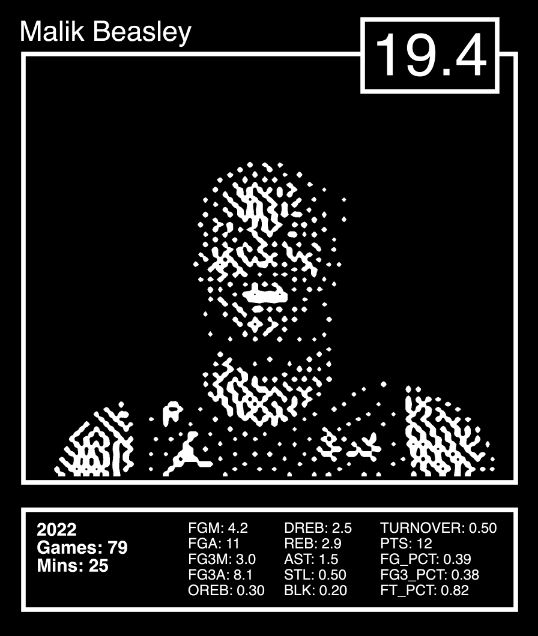 Malik Beasley
19.4
2022
Games: 79
Mins: 25
FGM: 4.2
FGA: 11
FG3M: 3.0
FG3A: 8.1
OREB: 0.30
DREB: 2.5
REB: 2.9
AST: 1.5
STL: 0.50
BLK: 0.20
TURNOVER: 0.50
PTS: 12
FG_PCT: 0.39
FG3_PCT: 0.38
FT_PCT: 0.82